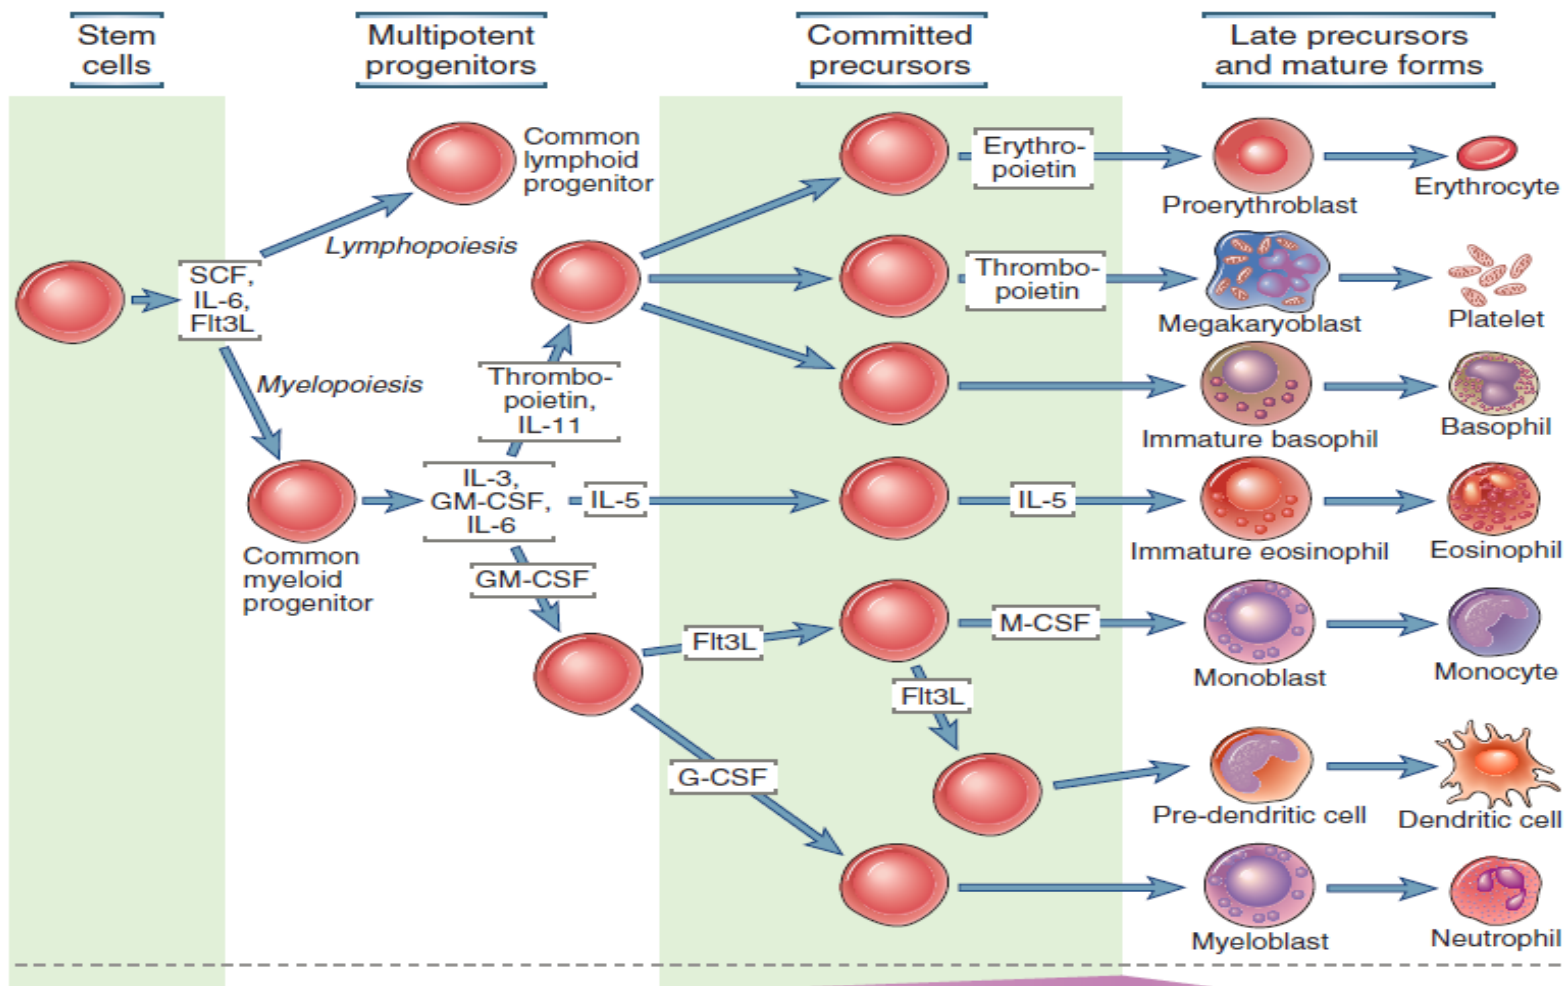 Stem
cells
Multipotent
progenitors
Committed
precursors
Late precursors
and mature forms
Common
lymphoid
progenitor
Lymphopoiesis
SCF,
IL-6,
Flt3L
Myelopoiesis
Common
myeloid
progenitor
Thrombo-
poietin,
IL-11
IL-3,
GM-CSF,
IL-6
IL-5
GM-CSF
Flt3L
G-CSF
Erythro-
poietin
Proerythroblast
Erythrocyte
Thrombo-
poietin
Megakaryoblast
Platelet
Immature basophil
Basophil
IL-5
Immature eosinophil
Eosinophil
M-CSF
Monoblast
Monocyte
Flt3L
Pre-dendritic cell
Dendritic cell
Myeloblast
Neutrophil